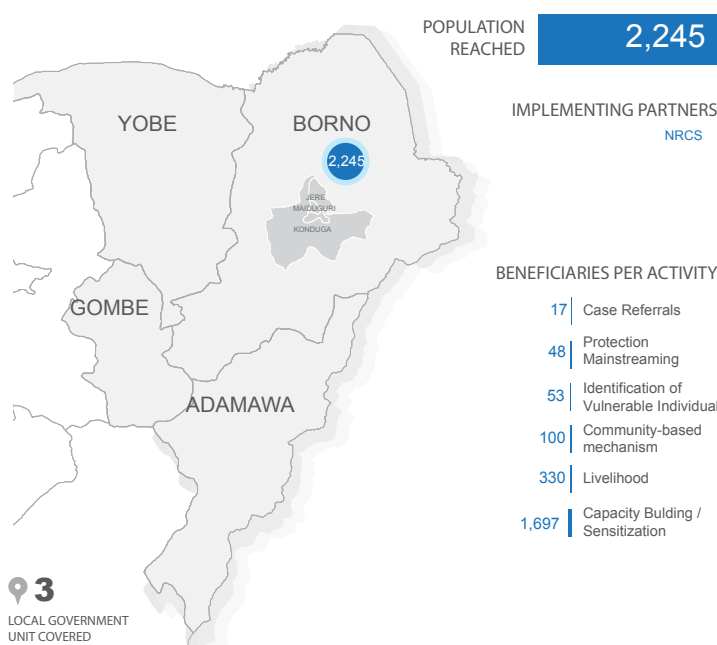 POPULATION
REACHED
2,245
YOBE
BORNO
2,245
JERE
MAIDUGURI
KONDUGA
GOMBE
ADAMAWA
IMPLEMENTING PARTNERS
NRCS
BENEFICIARIES PER ACTIVITY
17 Case Referrals
48 Protection
Mainstreaming
53 Identification of
Vulnerable Individual
100 Community-based
mechanism
330 Livelihood
1,697 Capacity Bulding /
Sensitization
3
LOCAL GOVERNMENT
UNIT COVERED